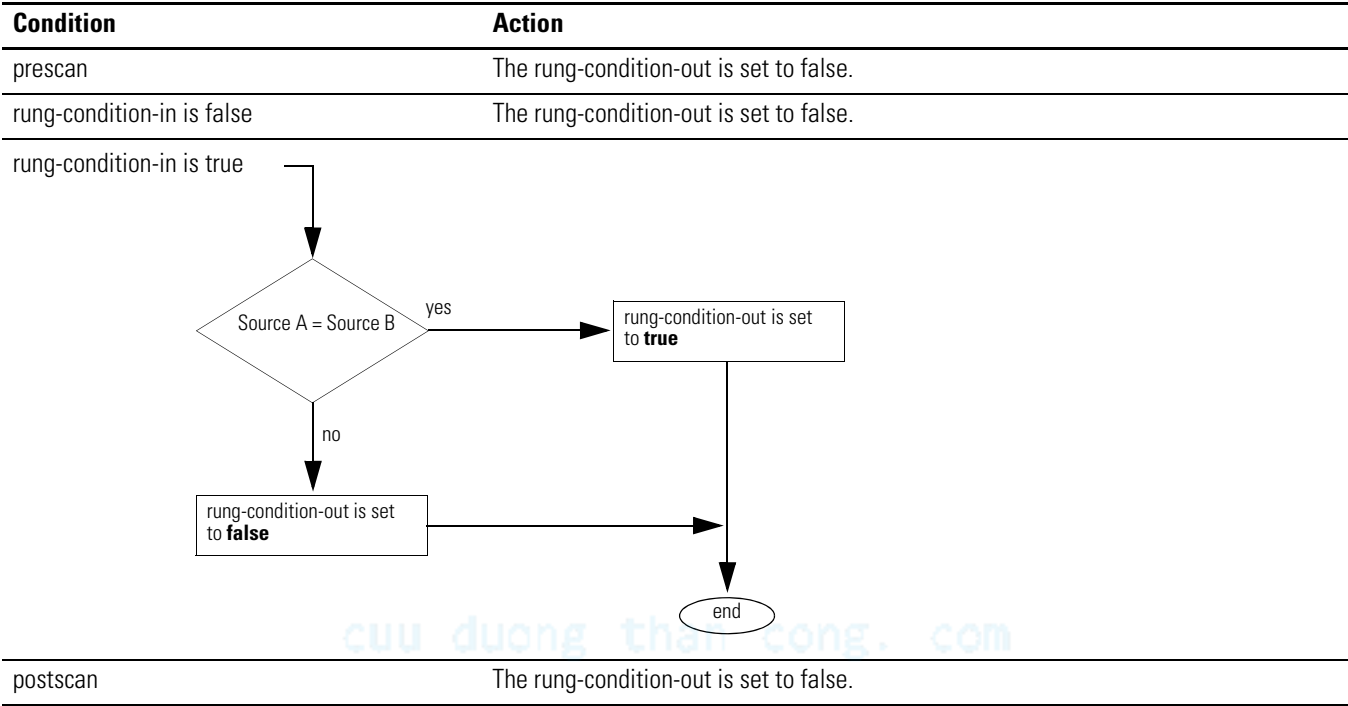 Condition Action
prescan The rung-condition-out is set to false.
rung-condition-in is false The rung-condition-out is set to false.
rung-condition-in is true
Source A = Source B
yes
rung-condition-out is set
to true
no
rung-condition-out is set
to false
end
cuu duong than cong. com
postscan The rung-condition-out is set to false.